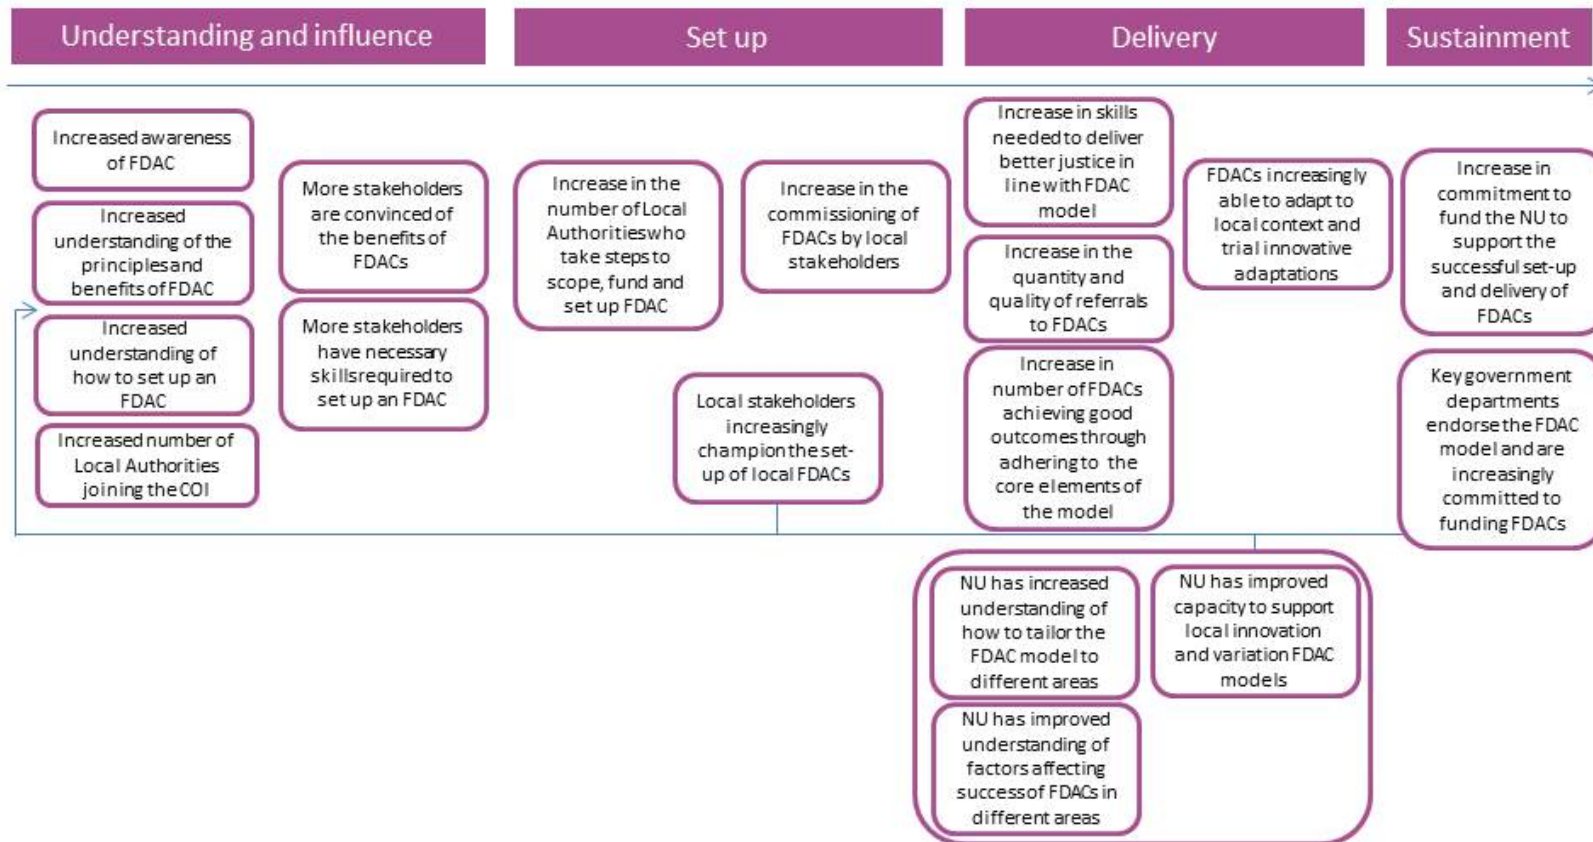 Understanding and influence
Set up
Delivery
Sustainment
Increased awareness
of FDAC
Increased
understanding of the
principles and
benefits of FDAC
Increased
understanding of
how to set up an
FDAC
Increased number of
Local Authorities
joining the COI
More stakeholders
are convinced of
the benefits of
FDACs
More stakeholders
have necessary
skills required to
set up an FDAC
Increase in the
number of Local
Authorities who
take steps to
scope, fund and
set up FDAC
Increase in the
commissioning of
FDACs by local
stakeholders
Local stakeholders
increasingly
champion the set-
up of local FDACs
Increase in skills
needed to deliver
better justice in
line with FDAC
model
Increase in the
quantity and
quality of referrals
to FDACs
Increase in
number of FDACs
achieving good
outcomes through
adhering to the
core elements of
the model
FDACs increasingly
able to adapt to
local context and
trial innovative
adaptations
Increase in
commitment to
fund the NU to
support the
successful set-up
and delivery of
FDACs
Key government
departments
endorse the FDAC
model and are
increasingly
committed to
funding FDACs
NU has increased
understanding of
how to tailor the
FDAC model to
different areas
NU has improved
capacity to support
local innovation
and variation FDAC
models
NU has improved
understanding of
factors affecting
success of FDACs in
different areas